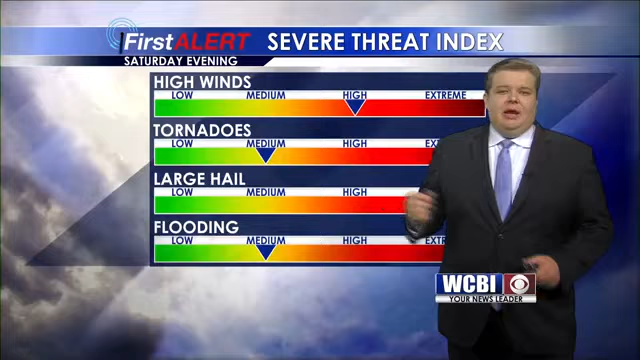 First ALERT SEVERE THREAT INDEX
SATURDAY EVENING
HIGH WINDS
LOW MEDIUM HIGH EXTREME
TORNADOES
LOW MEDIUM HIGH
LARGE HAIL
LOW MEDIUM HIGH
FLOODING
LOW MEDIUM HIGH EXTR
WCBI
YOUR NEWS LEADER